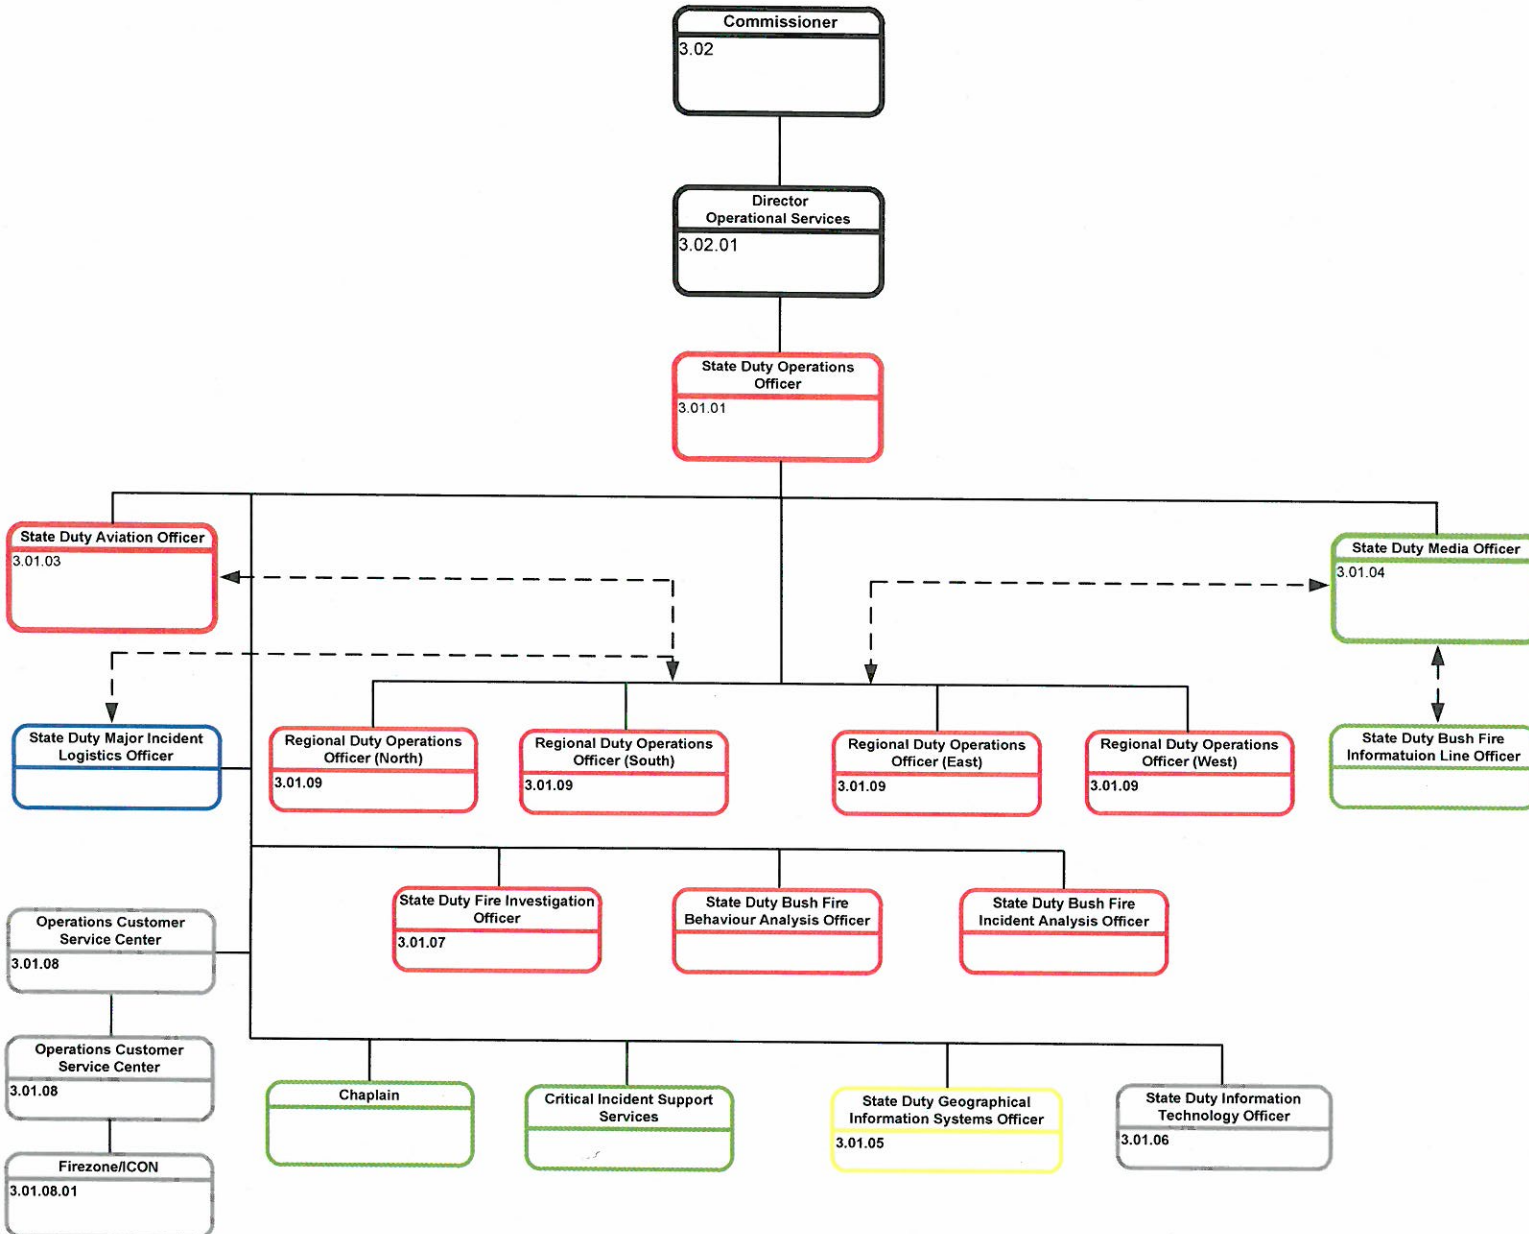 Commissioner
3.02
Director
Operational Services
3.02.01
State Duty Operations
Officer
3.01.01
State Duty Aviation Officer
3.01.03
State Duty Media Officer
3.01.04
State Duty Major Incident
Logistics Officer
Regional Duty Operations
Officer (North)
3.01.09
Regional Duty Operations
Officer (South)
3.01.09
Regional Duty Operations
Officer (East)
3.01.09
Regional Duty Operations
Officer (West)
3.01.09
State Duty Bush Fire
Informatuion Line Officer
State Duty Fire Investigation
Officer
3.01.07
State Duty Bush Fire
Behaviour Analysis Officer
State Duty Bush Fire
Incident Analysis Officer
Operations Customer
Service Center
3.01.08
Operations Customer
Service Center
3.01.08
Firezone/ICON
3.01.08.01
Chaplain
Critical Incident Support
Services
State Duty Geographical
Information Systems Officer
3.01.05
State Duty Information
Technology Officer
3.01.06